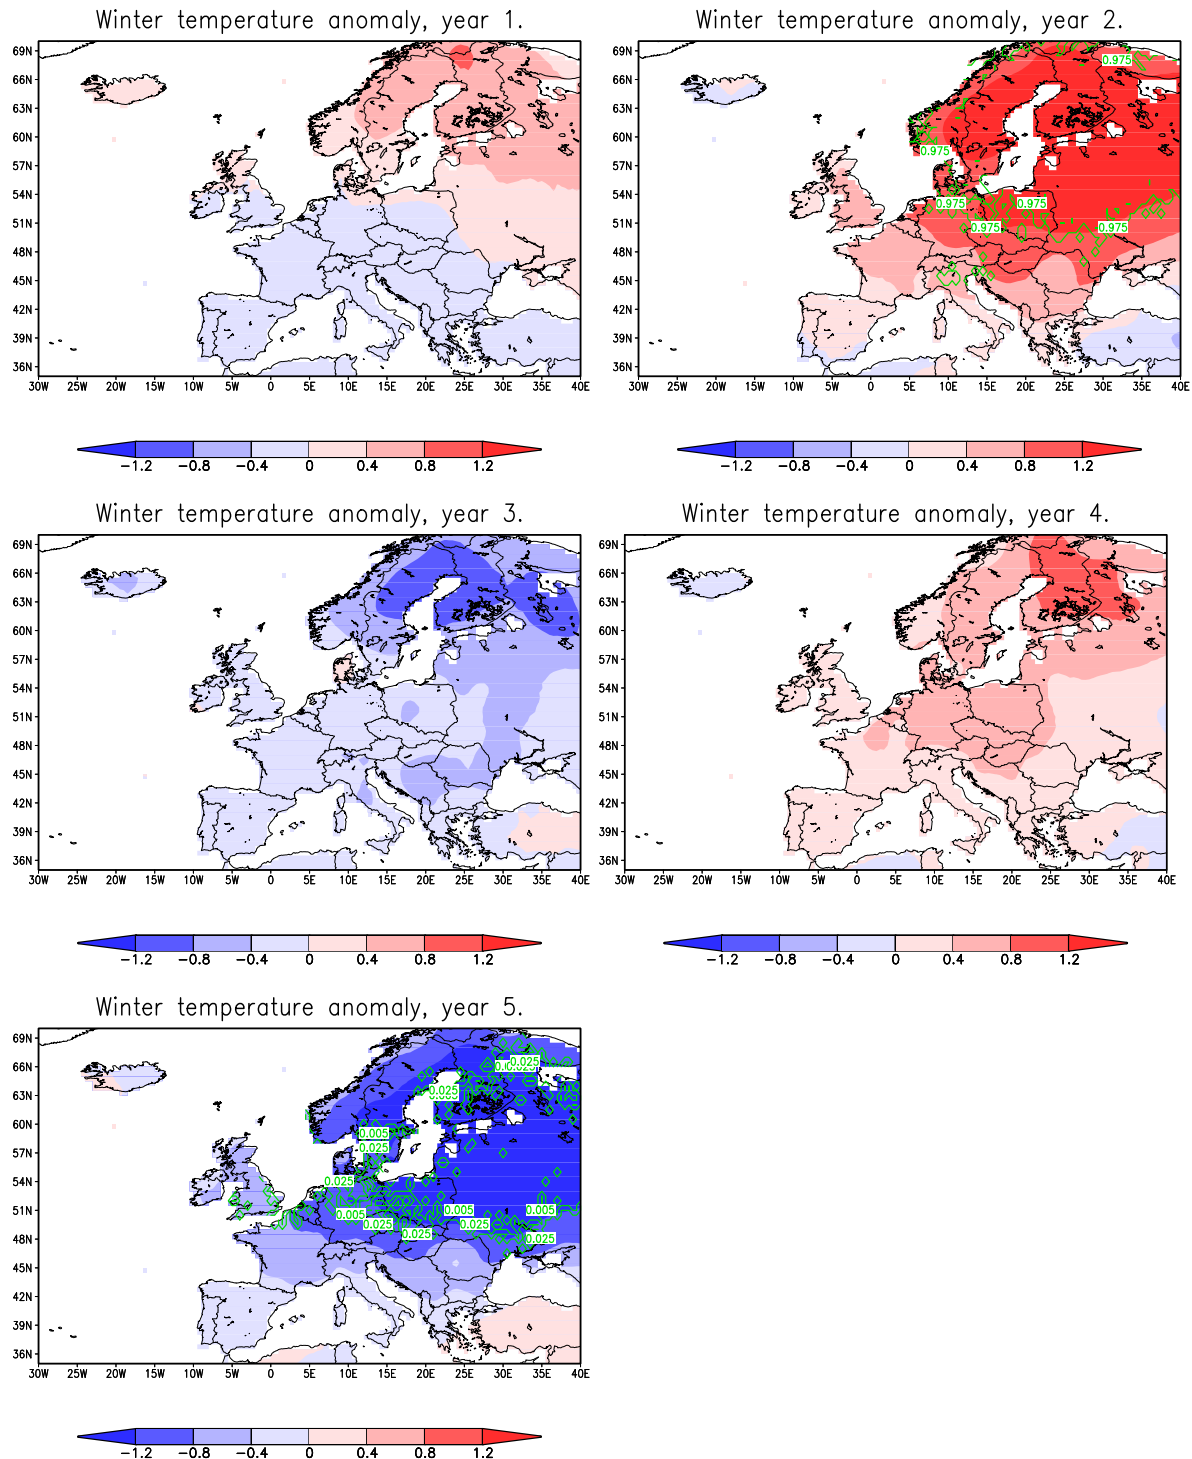 Winter temperature anomaly, year 1.
69N
66N
63N
60N
57N
54N
51N
48N
45N
42N
39N
36N
30W 25W 20W 15W 10W 5W 0 5E 10E 15E 20E 25E 30E 35E 40E
−1.2 −0.8 −0.4 0 0.4 0.8 1.2
Winter temperature anomaly, year 2.
69N
66N
63N
60N
57N
54N
51N
48N
45N
42N
39N
36N
0.975
0.975
0.975 0.975
0.975 0.975
30W 25W 20W 15W 10W 5W 0 5E 10E 15E 20E 25E 30E 35E 40E
−1.2 −0.8 −0.4 0 0.4 0.8 1.2
Winter temperature anomaly, year 3.
69N
66N
63N
60N
57N
54N
51N
48N
45N
42N
39N
36N
30W 25W 20W 15W 10W 5W 0 5E 10E 15E 20E 25E 30E 35E 40E
−1.2 −0.8 −0.4 0 0.4 0.8 1.2
Winter temperature anomaly, year 4.
69N
66N
63N
60N
57N
54N
51N
48N
45N
42N
39N
36N
30W 25W 20W 15W 10W 5W 0 5E 10E 15E 20E 25E 30E 35E 40E
−1.2 −0.8 −0.4 0 0.4 0.8 1.2
Winter temperature anomaly, year 5.
69N
66N
63N
60N
57N
54N
51N
48N
45N
42N
39N
36N
0.025
0.025
0.005
0.025
0.025
0.005 0.005 0.005
0.025 0.025
0.025 0.025
30W 25W 20W 15W 10W 5W 0 5E 10E 15E 20E 25E 30E 35E 40E
−1.2 −0.8 −0.4 0 0.4 0.8 1.2